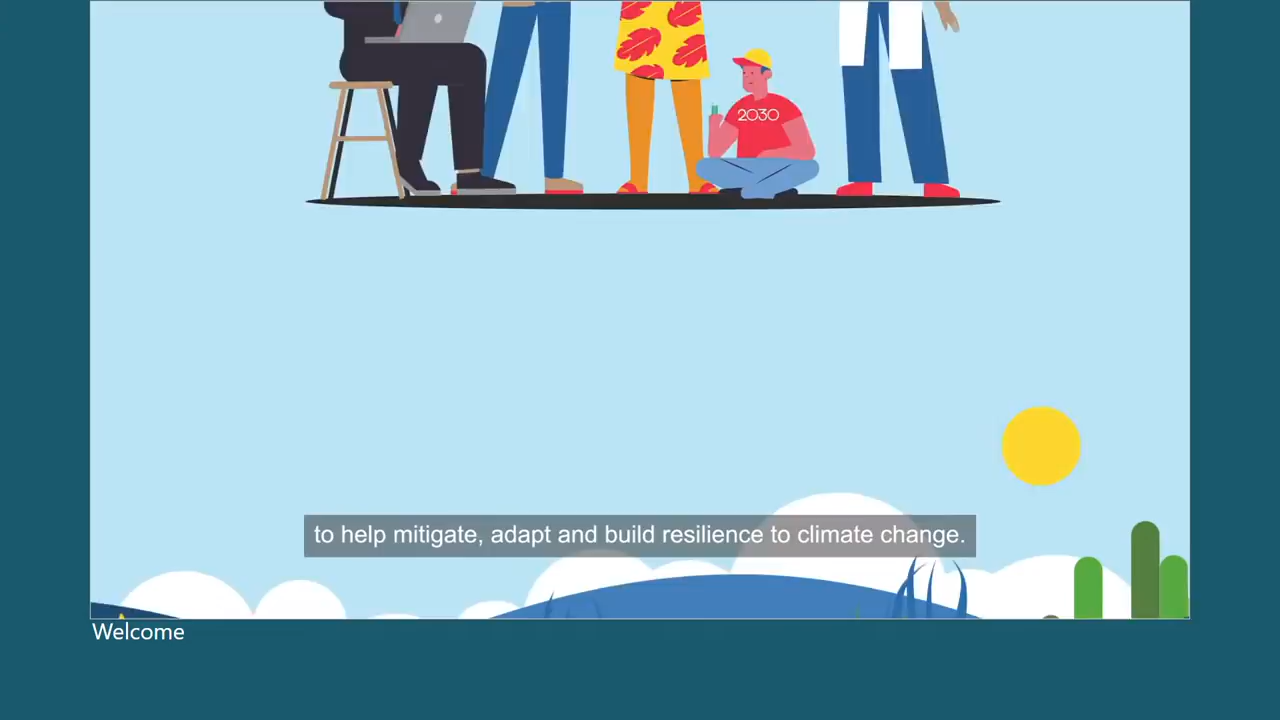 2030
to help mitigate, adapt and build resilience to climate change.
Welcome